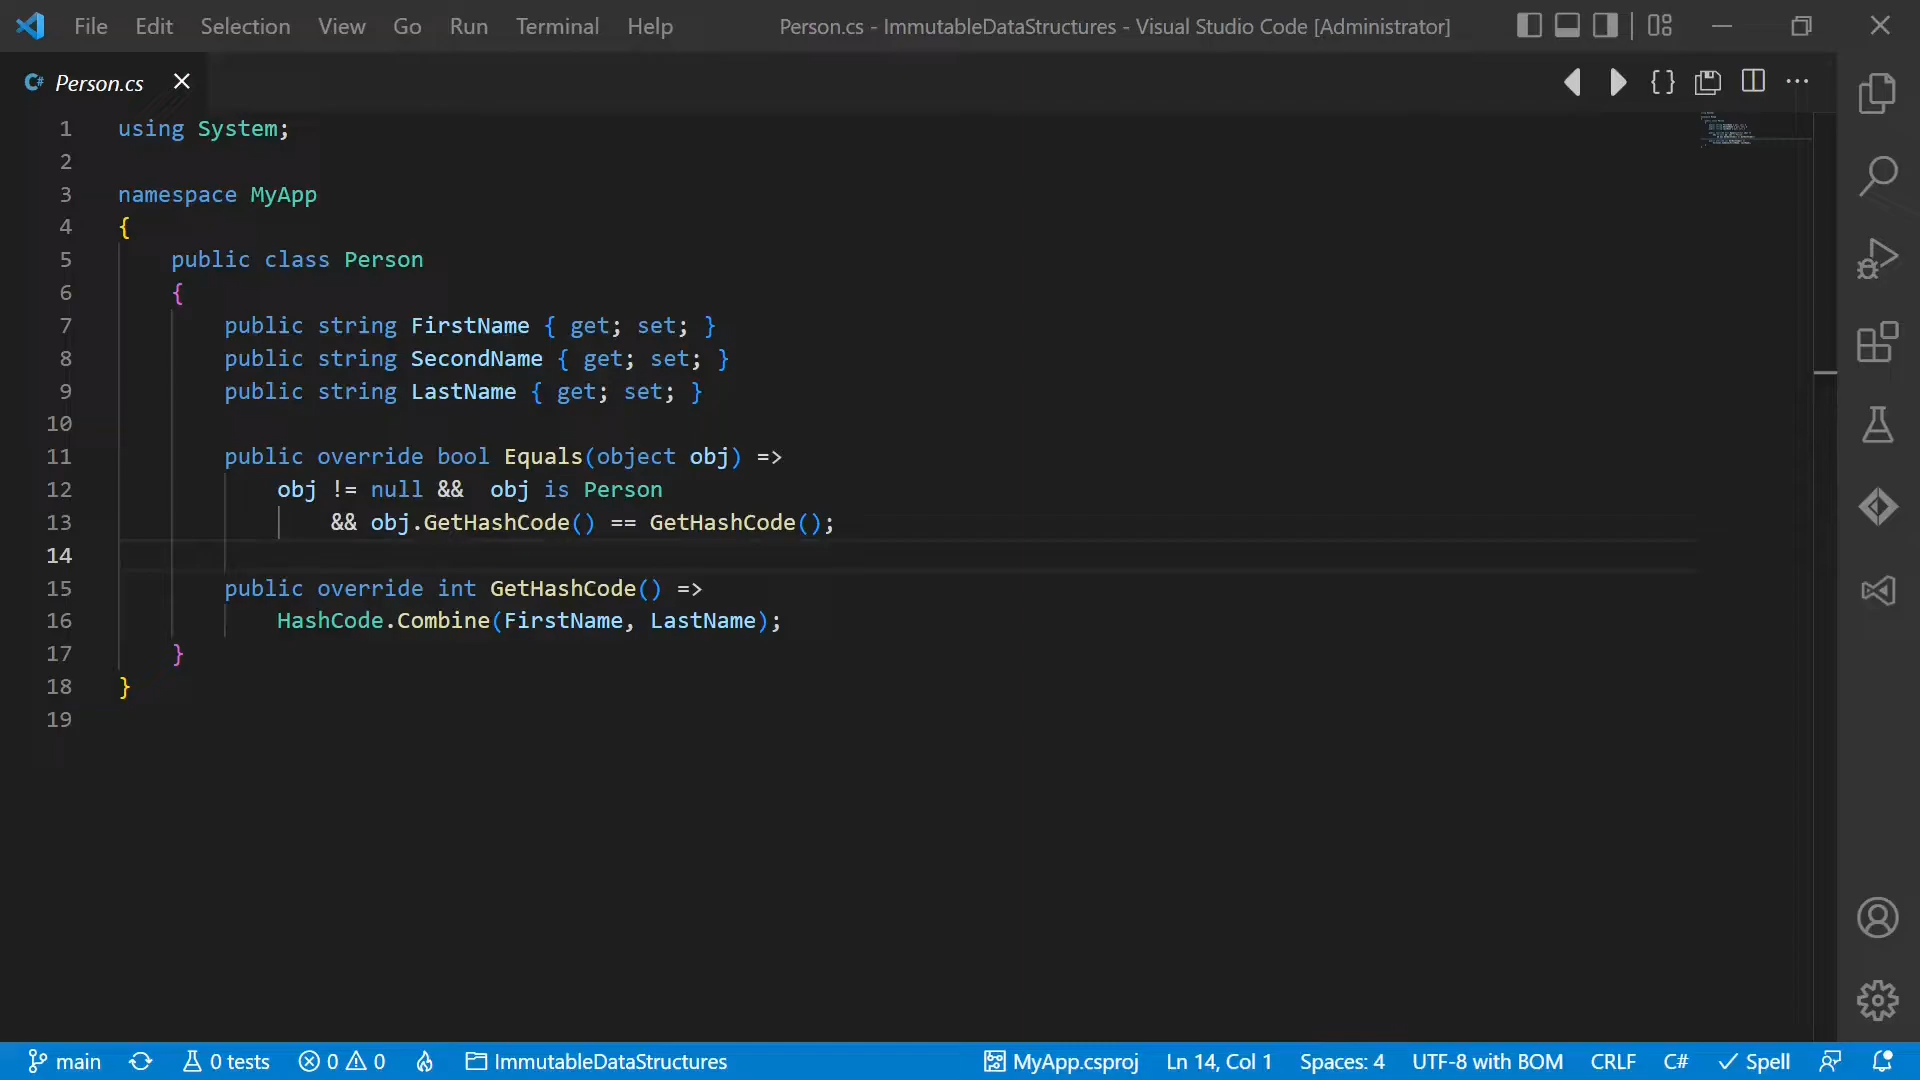 File Edit Selection View Go Run Terminal Help Person.cs - ImmutableDataStructures - Visual Studio Code [Administrator]
C# Person.cs
1 using System;
2
3 namespace MyApp
4 {
5 public class Person
6 {
7 public string FirstName { get; set; }
8 public string SecondName { get; set; }
9 public string LastName { get; set; }
10
11 public override bool Equals(object obj) =>
12 obj != null && obj is Person
13 && obj.GetHashCode() == GetHashCode();
14
15 public override int GetHashCode() =>
16 HashCode.Combine(FirstName, LastName);
17 }
18 }
19
main 0 tests 0 0 ImmutableDataStructures MyApp.csproj Ln 14, Col 1 Spaces: 4 UTF-8 with BOM CRLF C# Spell